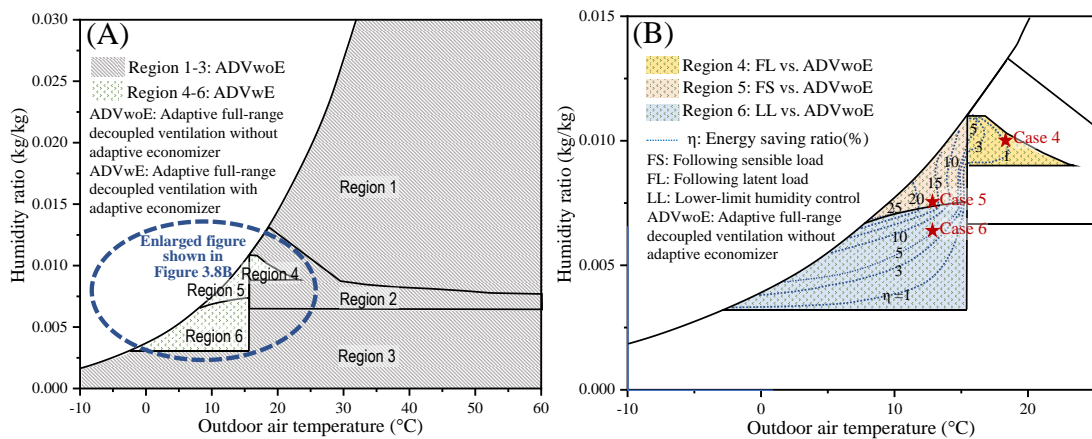 (A)
Region 1-3: ADVwoE
Region 4-6: ADVwE
ADVwoE: Adaptive full-range
decoupled ventilation without
adaptive economizer
ADVwE: Adaptive full-range
decoupled ventilation with
adaptive economizer
Enlarged figure
shown in
Figure 3.8B
Region 1
Region 4
Region 2
Region 5
Region 6
Region 3
0.030
0.025
0.020
0.015
0.010
0.005
0.000
Humidity ratio (kg/kg)
-10 0 10 20 30 40 50 60
Outdoor air temperature (°C)
(B)
Region 4: FL vs. ADVwoE
Region 5: FS vs. ADVwoE
Region 6: LL vs. ADVwoE
η: Energy saving ratio(%)
FS: Following sensible load
FL: Following latent load
LL: Lower-limit humidity control
ADVwoE: Adaptive full-range
decoupled ventilation without
adaptive economizer
5
3
1
Case 4
10
15
20
25
Case 5
Case 6
10
5
3
η=1
0.015
0.010
0.005
0.000
Humidity ratio (kg/kg)
-10 0 10 20
Outdoor air temperature (°C)